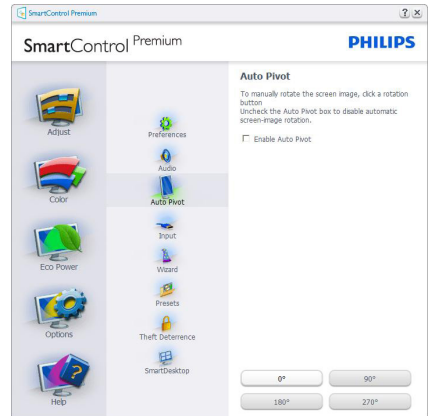 SmartControl Premium
? ×
SmartControl Premium
PHILIPS
Adjust
Color
Eco Power
Options
Help
Preferences
Audio
Auto Pivot
Input
Wizard
Presets
Theft Deterrence
SmartDesktop
Auto Pivot
To manually rotate the screen image, click a rotation
button
Uncheck the Auto Pivot box to disable automatic
screen-image rotation.
Enable Auto Pivot
0° 90°
180° 270°